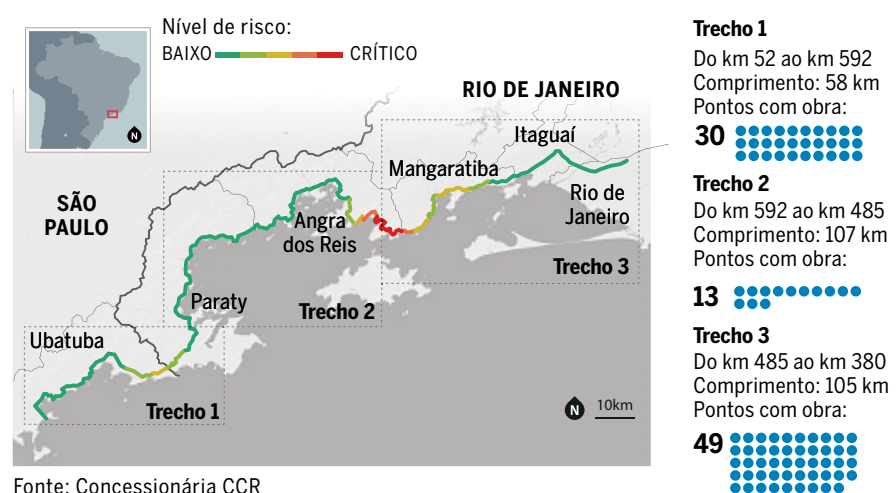 Nível de risco:
BAIXO CRÍTICO
N
RIO DE JANEIRO
Itaguaí
Mangaratiba
SÃO
PAULO
Angra
dos Reis
Rio de
Janeiro
Trecho 3
Paraty
Trecho 2
Ubatuba
Trecho 1
N 10km
Fonte: Concessionária CCR
Trecho 1
Do km 52 ao km 592
Comprimento: 58 km
Pontos com obra:
30
Trecho 2
Do km 592 ao km 485
Comprimento: 107 km
Pontos com obra:
13
Trecho 3
Do km 485 ao km 380
Comprimento: 105 km
Pontos com obra:
49